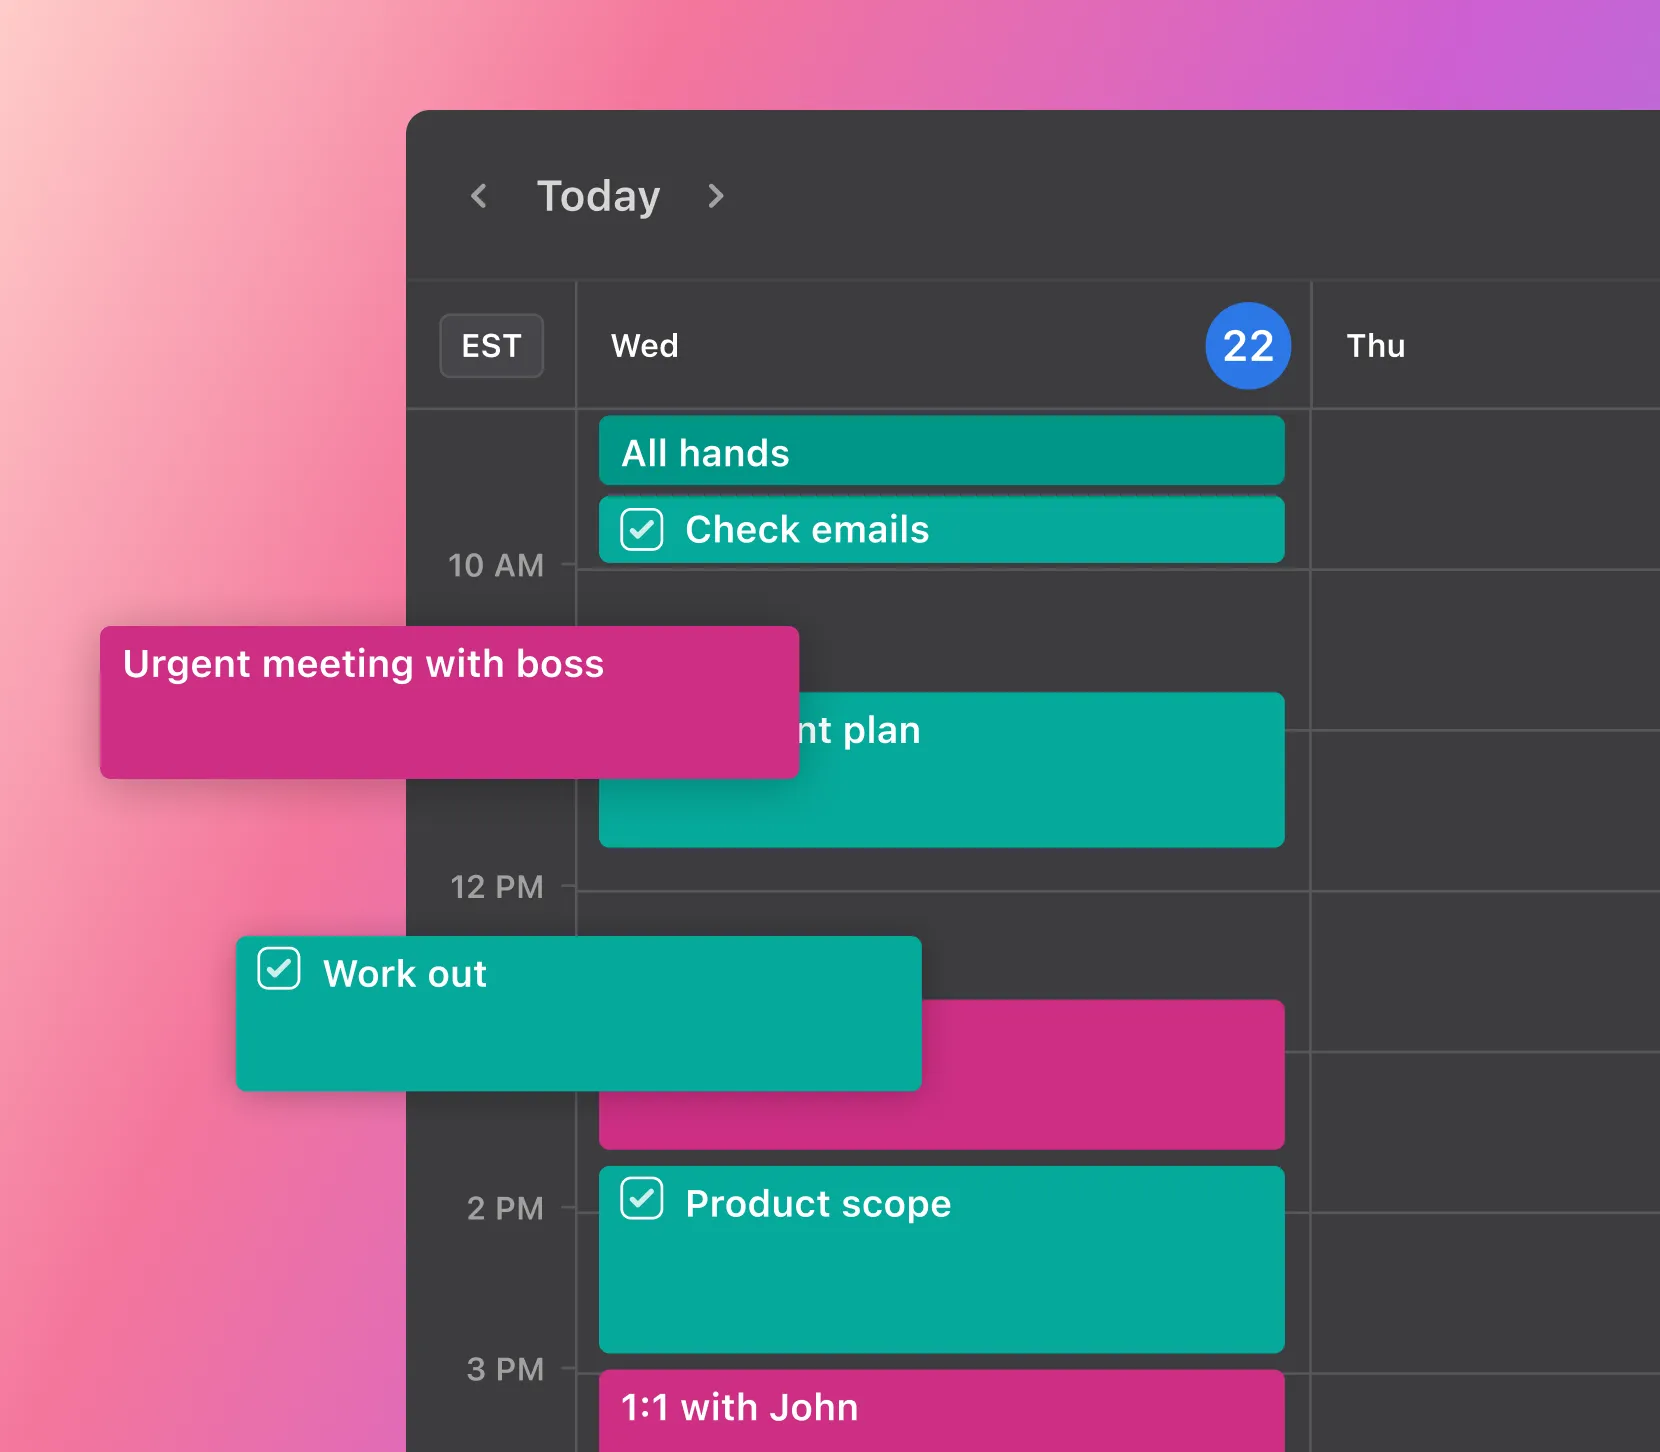 Today
EST
Wed
22
Thu
All hands
Check emails
10 AM
Urgent meeting with boss
plan
12 PM
Work out
2 PM
Product scope
3 PM
1:1 with John